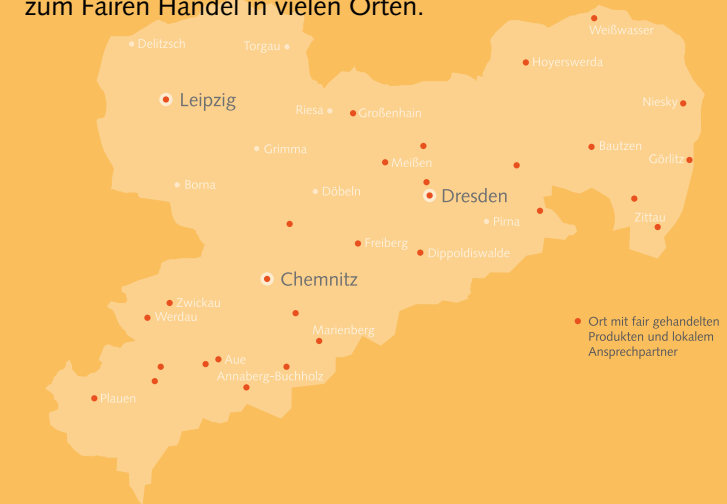 zum Fairen Handel in vielen Orten.
Weißwasser
Delitzsch
Torgau
Hoyerswerda
Leipzig
Niesky
Riesa
Großenhain
Bautzen
Grimma
Görlitz
Meißen
Borna
Döbeln
Dresden
Zittau
Pirna
Freiberg
Dippoldiswalde
Chemnitz
Zwickau
Werdau
Ort mit fair gehandelten
Produkten und lokalem
Ansprechpartner
Marienberg
Aue
Annaberg-Buchholz
Plauen